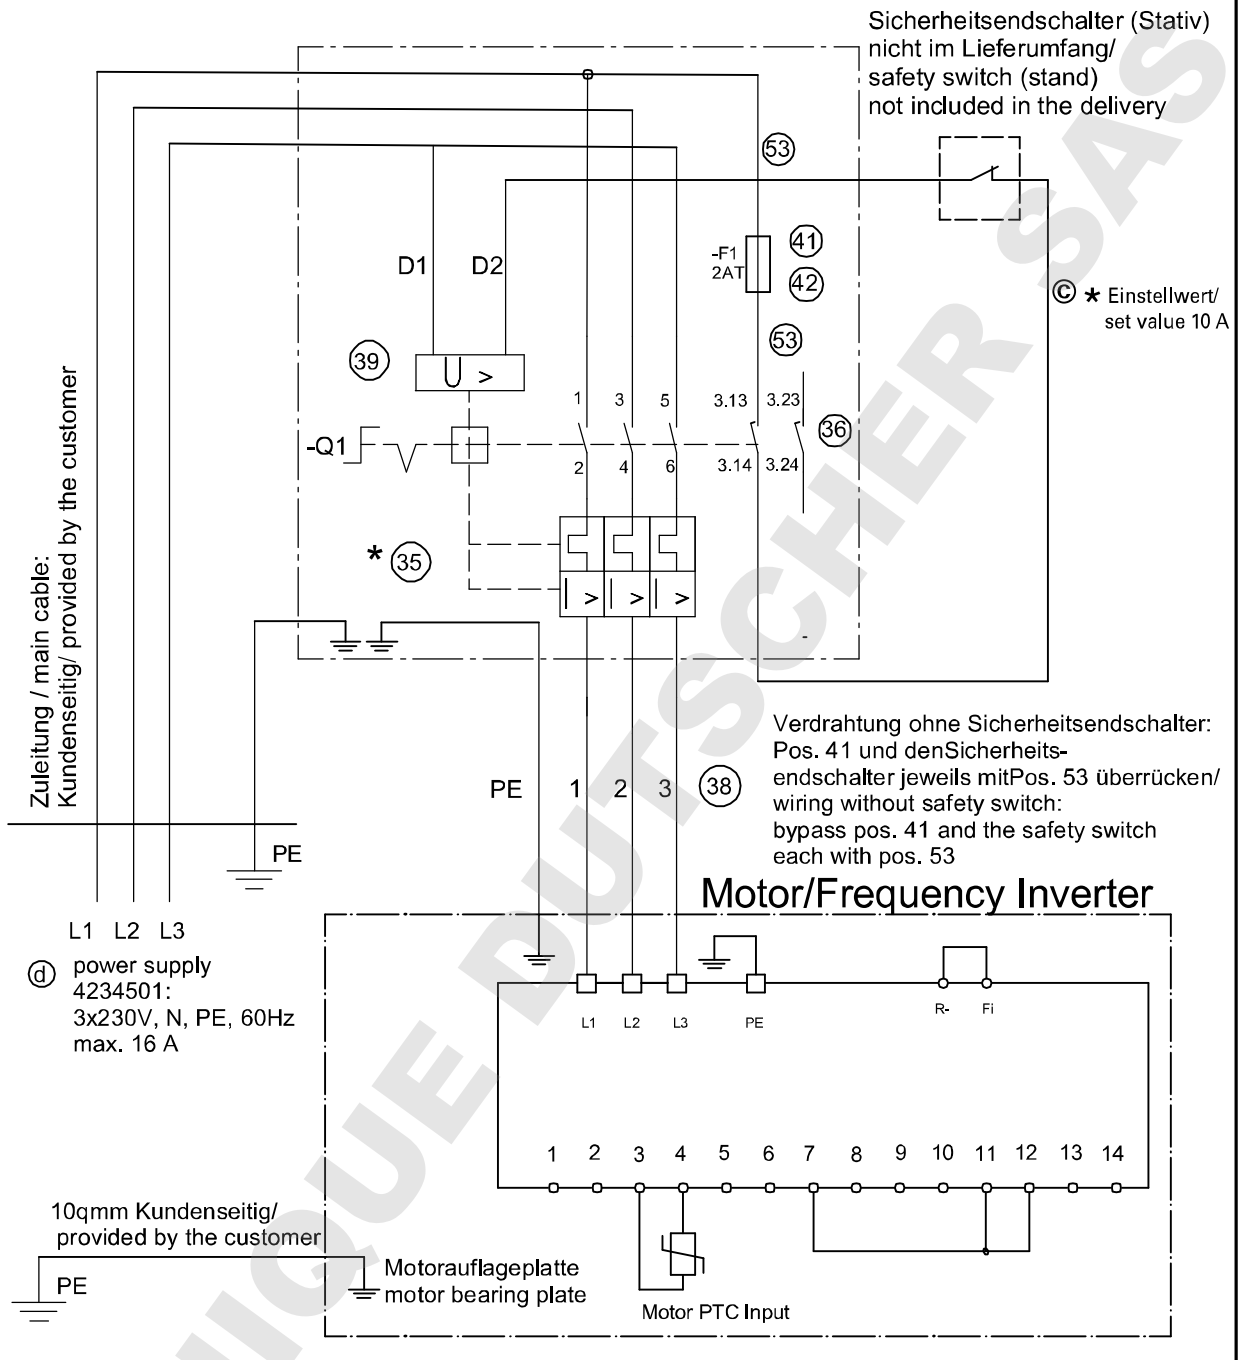 Sicherheitsendschalter (Stativ)
nicht im Lieferumfang/
safety switch (stand)
not included in the delivery
53
-F1
2AT
41
42
D1
D2
© * Einstellwert/
set value 10 A
53
39
U >
1
3
5
3.13
3.23
-Q1
36
2
4
6
3.14
3.24
* 35
I >
I >
I >
Zuleitung / main cable:
Kundenseitig/ provided by the customer
Verdrahtung ohne Sicherheitsendschalter:
Pos. 41 und denSicherheits-
endschalter jeweils mitPos. 53 überrücken/
wiring without safety switch:
bypass pos. 41 and the safety switch
each with pos. 53
PE
1
2
3
38
PE
Motor/Frequency Inverter
L1
L2
L3
ⓓ power supply
4234501:
3x230V, N, PE, 60Hz
max. 16 A
L1
L2
L3
PE
R-
Fi
1
2
3
4
5
6
7
8
9
10
11
12
13
14
10qmm Kundenseitig/
provided by the customer
PE
Motorauflageplatte
motor bearing plate
Motor PTC Input
IQUE DUTSCHER SAS